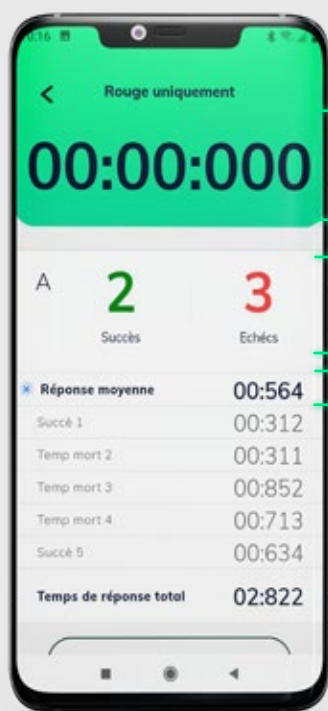 0:16
Rouge uniquement
00:00:000
A 2 3
Succès Echécs
Réponse moyenne 00:564
Succè 1 00:312
Temp mort 2 00:311
Temp mort 3 00:852
Temp mort 4 00:713
Succè 5 00:634
Temps de réponse total 02:822